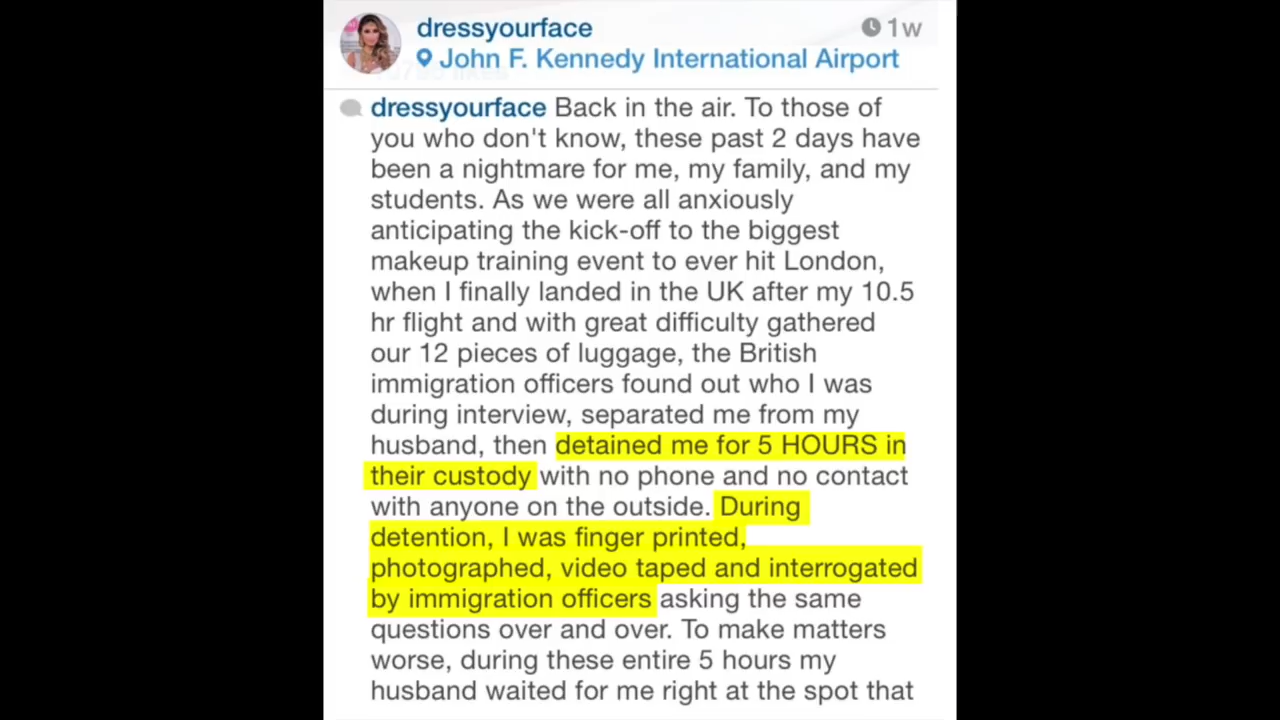 dressyourface
1w
John F. Kennedy International Airport
dressyourface Back in the air. To those of
you who don't know, these past 2 days have
been a nightmare for me, my family, and my
students. As we were all anxiously
anticipating the kick-off to the biggest
makeup training event to ever hit London,
when I finally landed in the UK after my 10.5
hr flight and with great difficulty gathered
our 12 pieces of luggage, the British
immigration officers found out who I was
during interview, separated me from my
husband, then detained me for 5 HOURS in
their custody with no phone and no contact
with anyone on the outside. During
detention, I was finger printed,
photographed, video taped and interrogated
by immigration officers asking the same
questions over and over. To make matters
worse, during these entire 5 hours my
husband waited for me right at the spot that